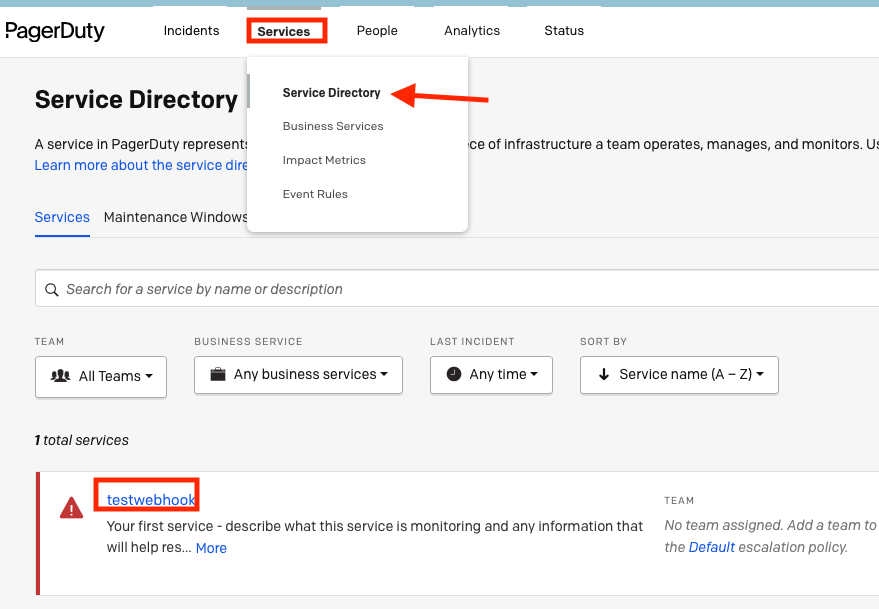 PagerDuty
Incidents
Services
People
Analytics
Status
Service Directory
Business Services
Impact Metrics
Event Rules
Service Directory
A service in PagerDuty represents ece of infrastructure a team operates, manages, and monitors. Us
Learn more about the service dire
Services
Maintenance Windows
Search for a service by name or description
TEAM
All Teams
BUSINESS SERVICE
Any business services
LAST INCIDENT
Any time
SORT BY
Service name (A – Z)
1 total services
testwebhook
Your first service - describe what this service is monitoring and any information that
will help res... More
TEAM
No team assigned. Add a team to
the Default escalation policy.